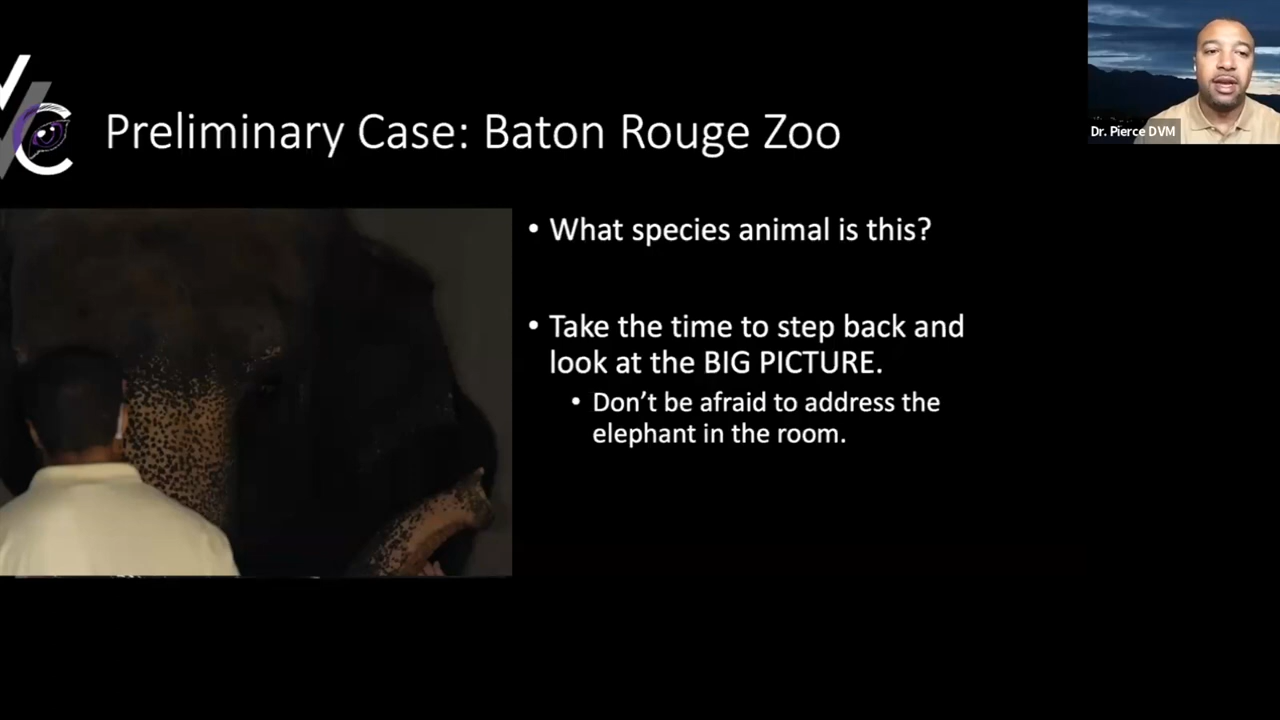 Preliminary Case: Baton Rouge Zoo
• What species animal is this?
• Take the time to step back and
look at the BIG PICTURE.
• Don’t be afraid to address the
elephant in the room.
Dr. Pierce DVM
VVC